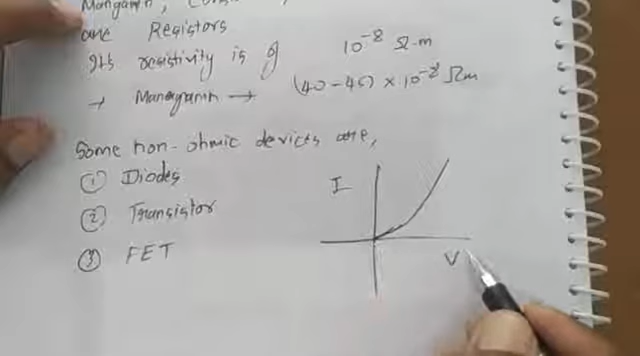 Manganin,
are Resistors
Its resistivity is of 10⁻⁸ Ω-m
→ Manganin → (40-45) × 10⁻⁸ Ωm
Some non-ohmic devices are,
① Diodes
② Transistor
③ FET
I
V